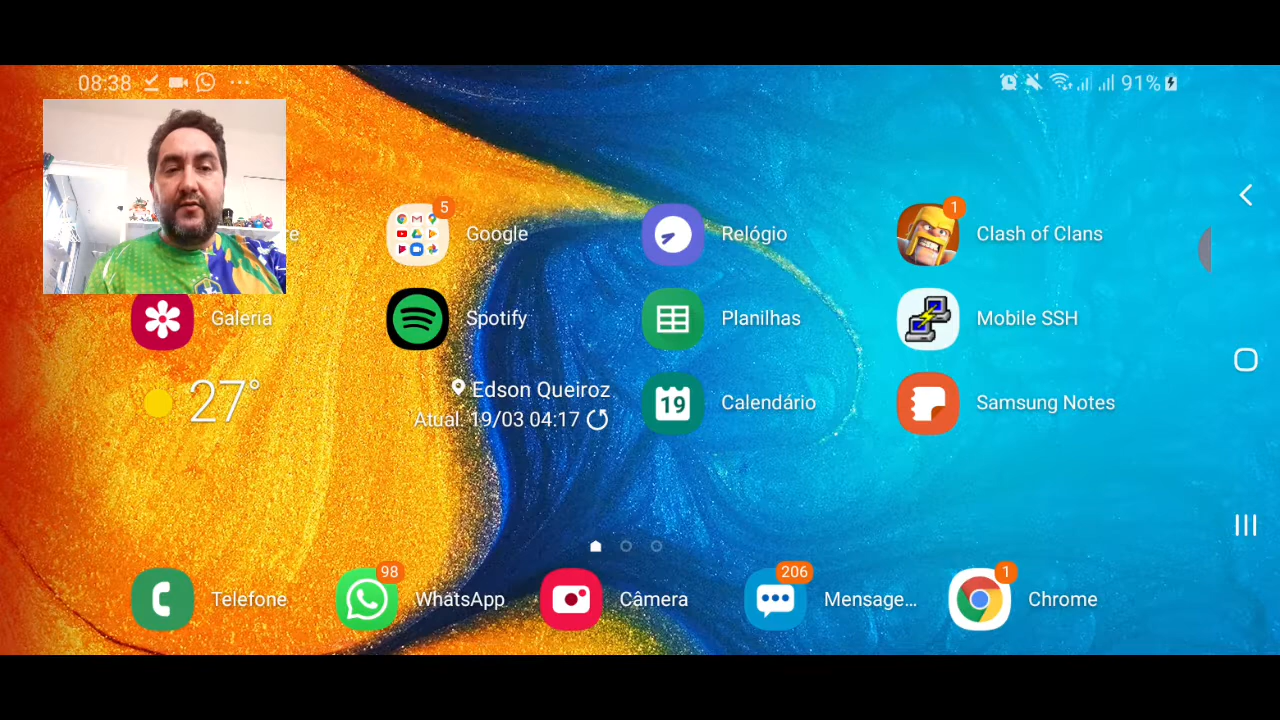 08:38 91%
5
Google
Relógio
1
Clash of Clans
Galeria
Spotify
Planilhas
Mobile SSH
27°
Edson Queiroz
Atual. 19/03 04:17
19
Calendário
Samsung Notes
Telefone
98
WhatsApp
Câmera
206
Mensage...
1
Chrome